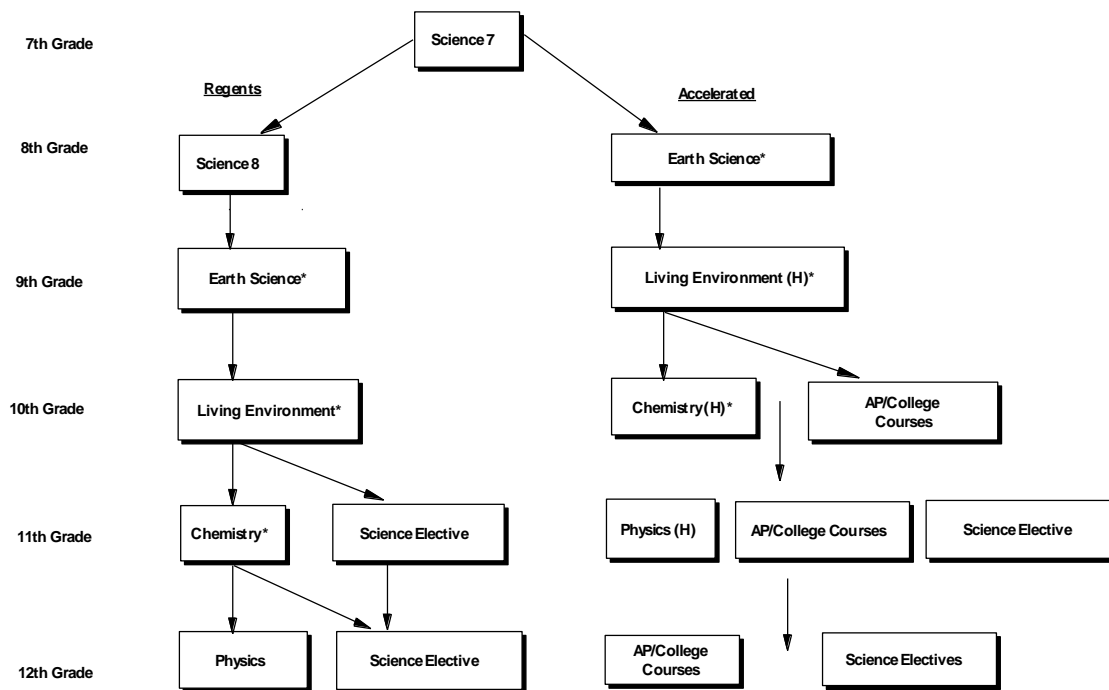 7th Grade
Science 7
Regents
Accelerated
8th Grade
Science 8
Earth Science*
9th Grade
Earth Science*
Living Environment (H)*
10th Grade
Living Environment*
Chemistry (H)*
AP/College
Courses
11th Grade
Chemistry*
Science Elective
Physics (H)
AP/College Courses
Science Elective
12th Grade
Physics
Science Elective
AP/College
Courses
Science Electives